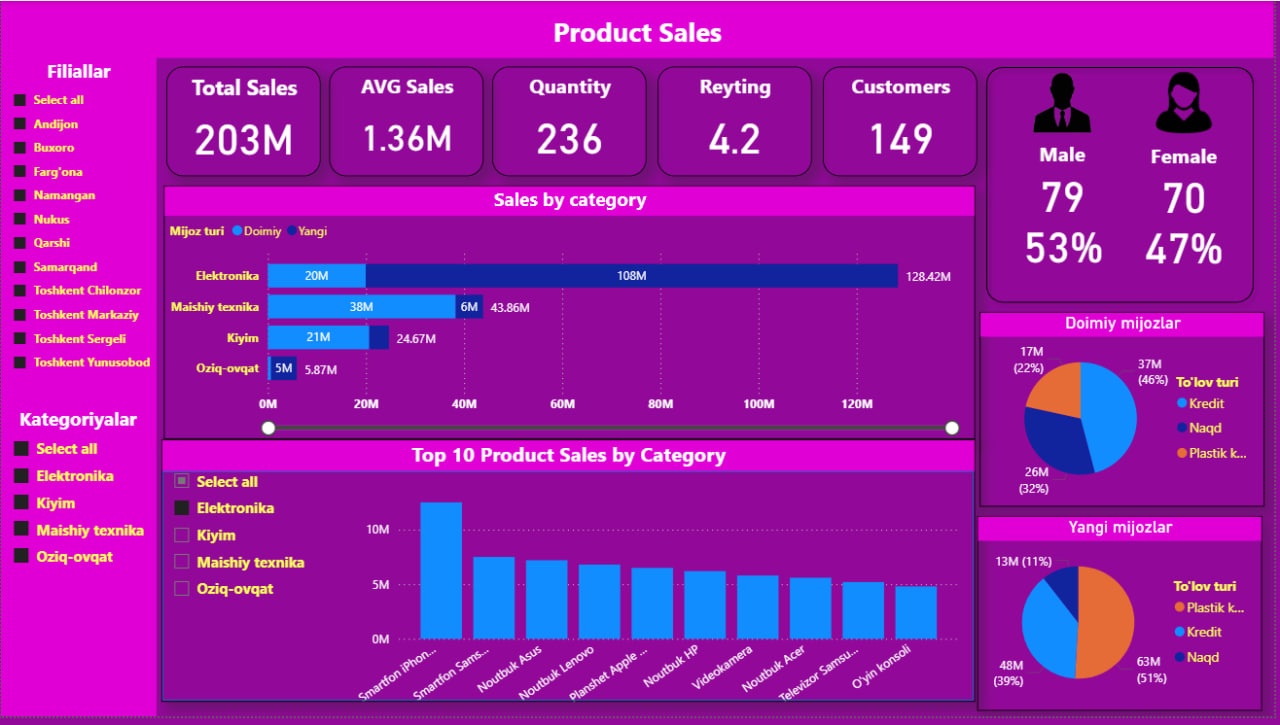 Product Sales
Filiallar
Select all
Andijon
Buxoro
Farg'ona
Namangan
Nukus
Qarshi
Samarqand
Toshkent Chilonzor
Toshkent Markaziy
Toshkent Sergeli
Toshkent Yunusobod
Kategoriyalar
Select all
Elektronika
Kiyim
Maishiy texnika
Oziq-ovqat
Total Sales
203M
AVG Sales
1.36M
Quantity
236
Reyting
4.2
Customers
149
Male
79
53%
Female
70
47%
Sales by category
Mijoz turi Doimiy Yangi
Elektronika 20M 108M 128.42M
Maishiy texnika 38M 6M 43.86M
Kiyim 21M 24.67M
Oziq-ovqat 5M 5.87M
0M 20M 40M 60M 80M 100M 120M
Top 10 Product Sales by Category
Select all
Elektronika
Kiyim
Maishiy texnika
Oziq-ovqat
10M
5M
0M
Smartfon iPhon...
Smartfon Sams...
Noutbuk Asus
Noutbuk Lenovo
Planshet Apple ...
Noutbuk HP
Videokamera
Noutbuk Acer
Televizor Samsu...
O'yin konsoli
Doimiy mijozlar
17M
(22%)
37M
(46%)
26M
(32%)
To'lov turi
Kredit
Naqd
Plastik k...
Yangi mijozlar
13M (11%)
48M
(39%)
63M
(51%)
To'lov turi
Plastik k...
Kredit
Naqd